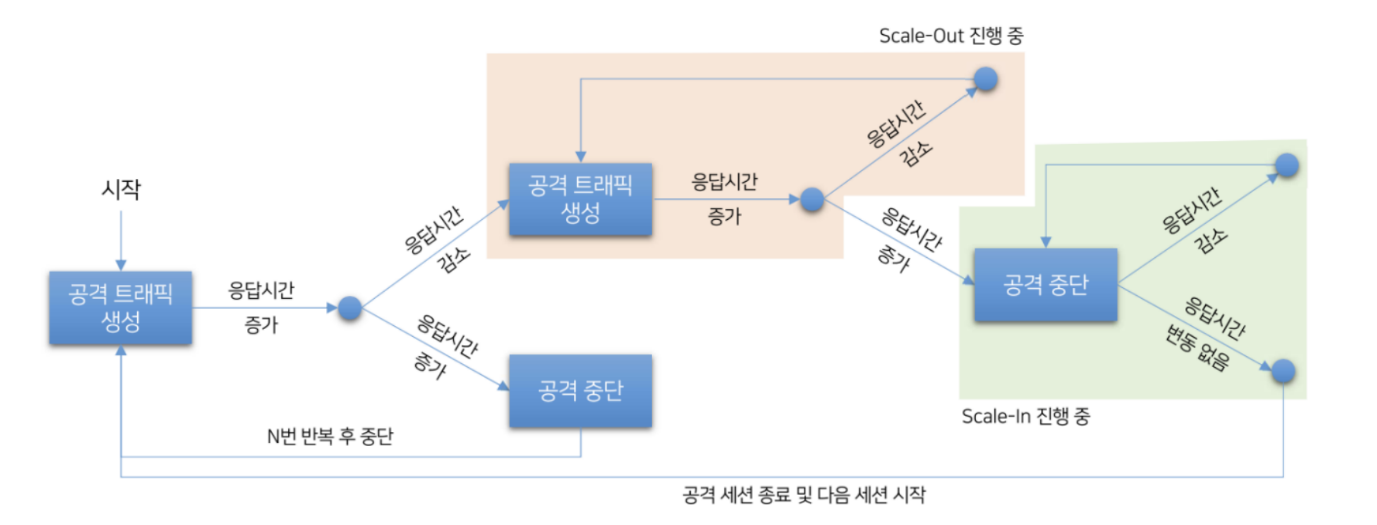 Scale-Out 진행 중
응답시간
감소
공격 트래픽
생성
응답시간
증가
시작
응답시간
감소
응답시간
증가
응답시간
감소
공격 중단
공격 트래픽
생성
응답시간
증가
응답시간
증가
응답시간
변동 없음
공격 중단
Scale-In 진행 중
N번 반복 후 중단
공격 세션 종료 및 다음 세션 시작